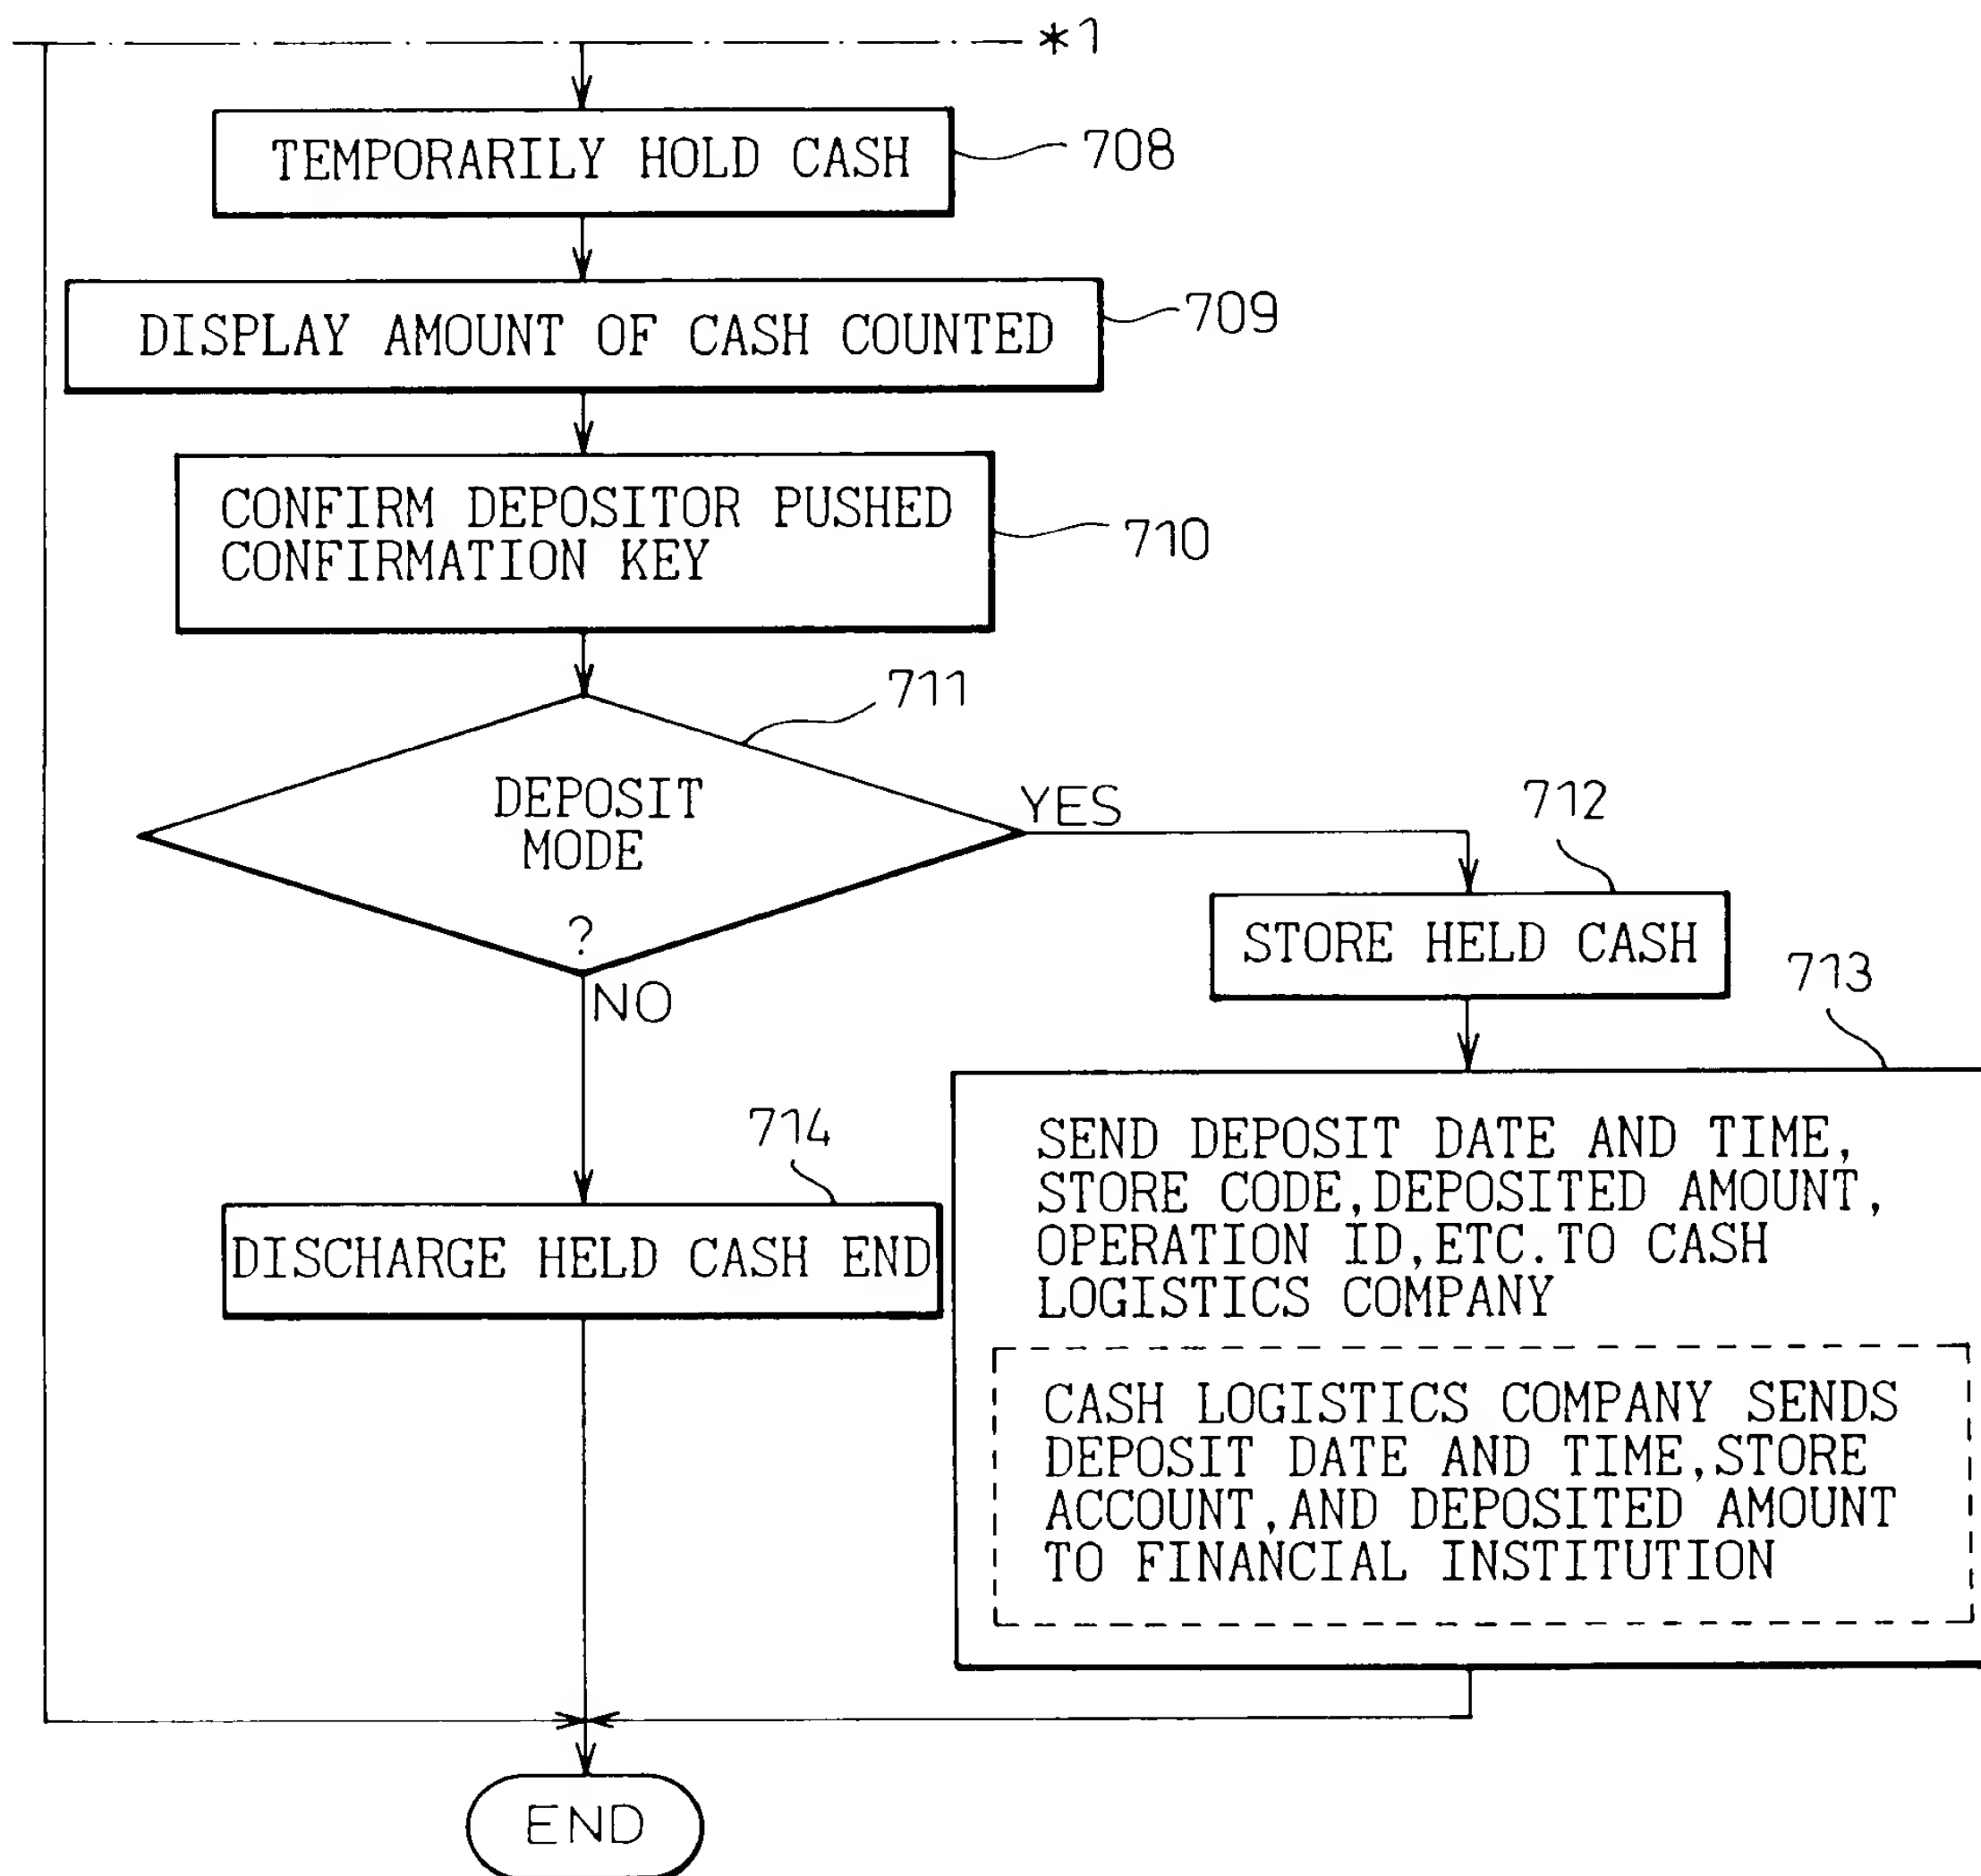 *1
TEMPORARILY HOLD CASH
708
DISPLAY AMOUNT OF CASH COUNTED
709
CONFIRM DEPOSITOR PUSHED
CONFIRMATION KEY
710
711
DEPOSIT
MODE
?
YES
NO
712
STORE HELD CASH
713
SEND DEPOSIT DATE AND TIME,
STORE CODE,DEPOSITED AMOUNT,
OPERATION ID,ETC.TO CASH
LOGISTICS COMPANY
CASH LOGISTICS COMPANY SENDS
DEPOSIT DATE AND TIME,STORE
ACCOUNT,AND DEPOSITED AMOUNT
TO FINANCIAL INSTITUTION
714
DISCHARGE HELD CASH END
END